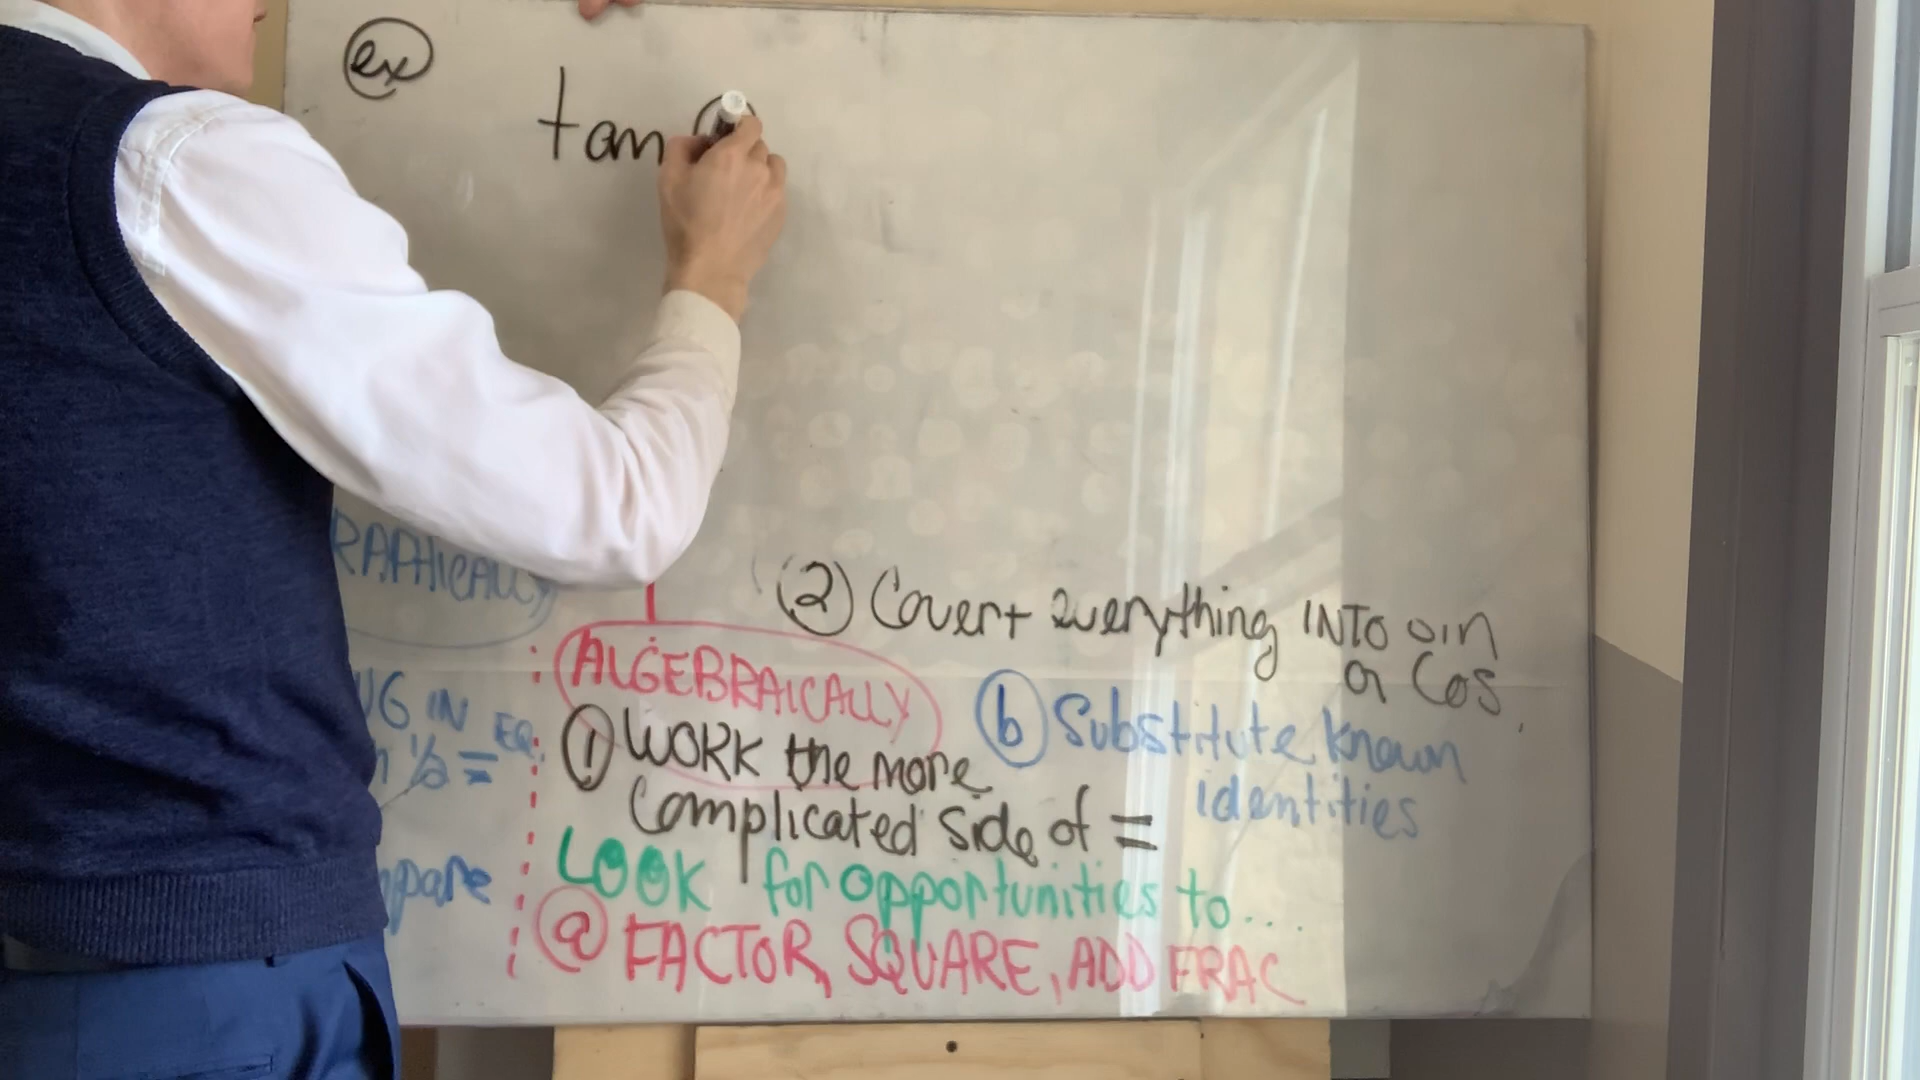 ex
tan
RAPHICALLY
(2) Covert everything INTO sin
or Cos.
ALGEBRAICALLY
UG IN EQ.
(1) WORK the more
complicated side of =
(b) Substitute known
identities
LOOK for opportunities to...
mpare
(a) FACTOR, SQUARE, ADD FRAC